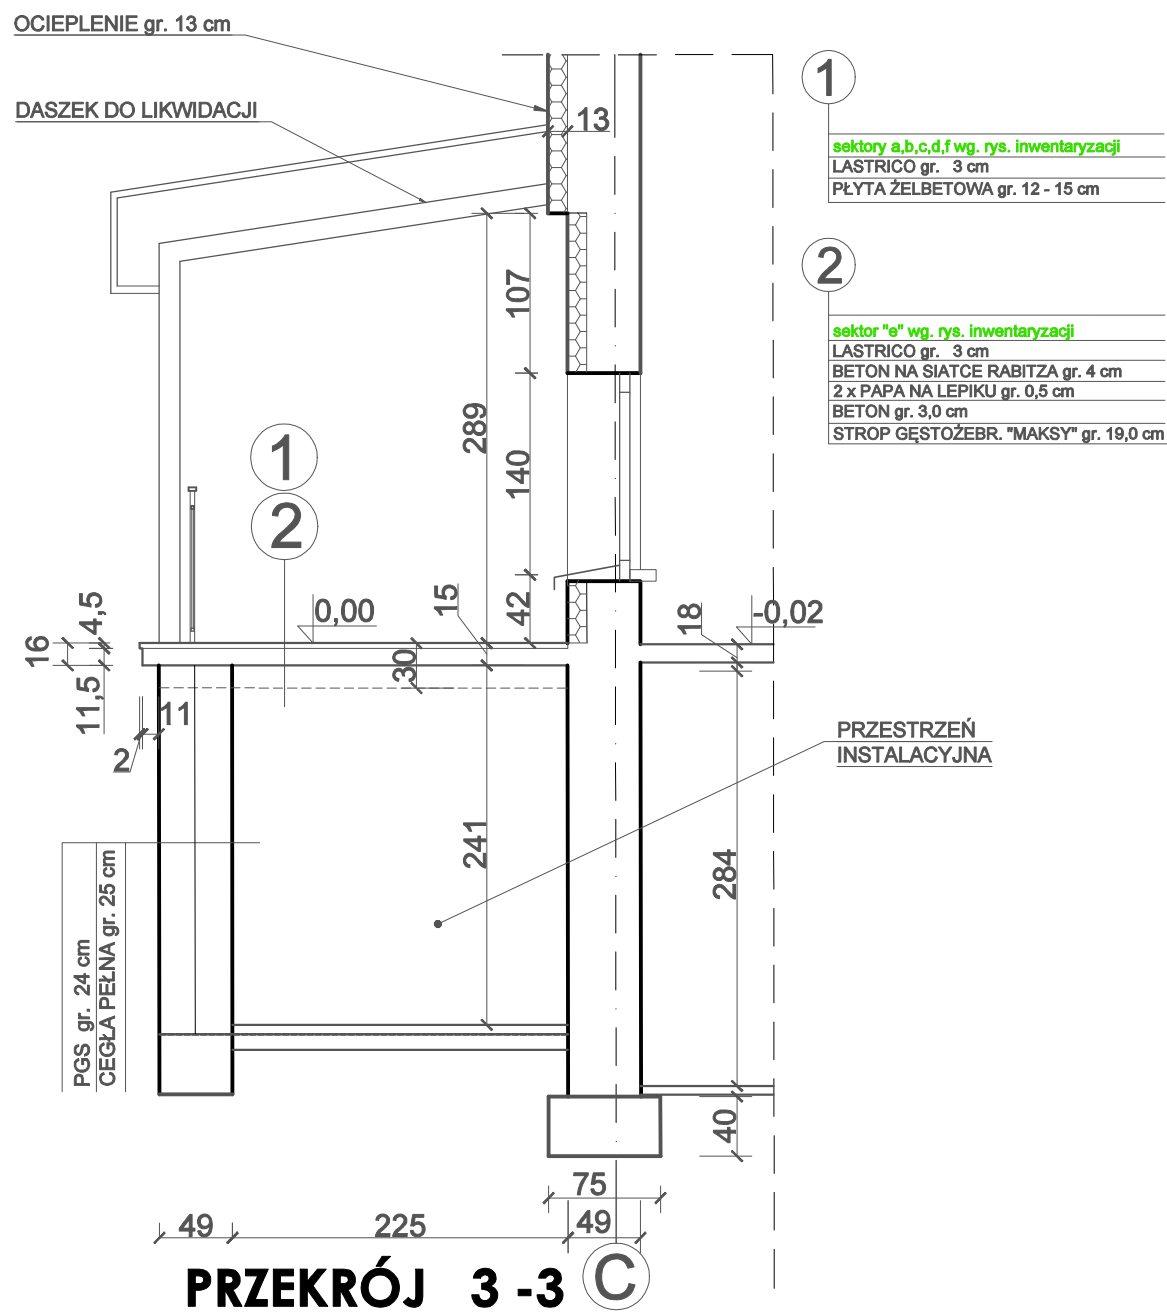 OCIEPLENIE gr. 13 cm
DASZEK DO LIKWIDACJI
13
1
sektory a,b,c,d,f wg. rys. inwentaryzacji
LASTRICO gr. 3 cm
PŁYTA ŻELBETOWA gr. 12 - 15 cm
2
sektor "e" wg. rys. inwentaryzacji
LASTRICO gr. 3 cm
BETON NA SIATCE RABITZA gr. 4 cm
2 x PAPA NA LEPIKU gr. 0,5 cm
BETON gr. 3,0 cm
STROP GĘSTOŻEBR. "MAKSY" gr. 19,0 cm
107
289
140
1
2
42
15
0,00
18
-0,02
16
4,5
11,5
30
11
2
PRZESTRZEŃ
INSTALACYJNA
241
284
PGS gr. 24 cm
CEGŁA PEŁNA gr. 25 cm
40
75
49
225
49
C
PRZEKRÓJ 3 -3